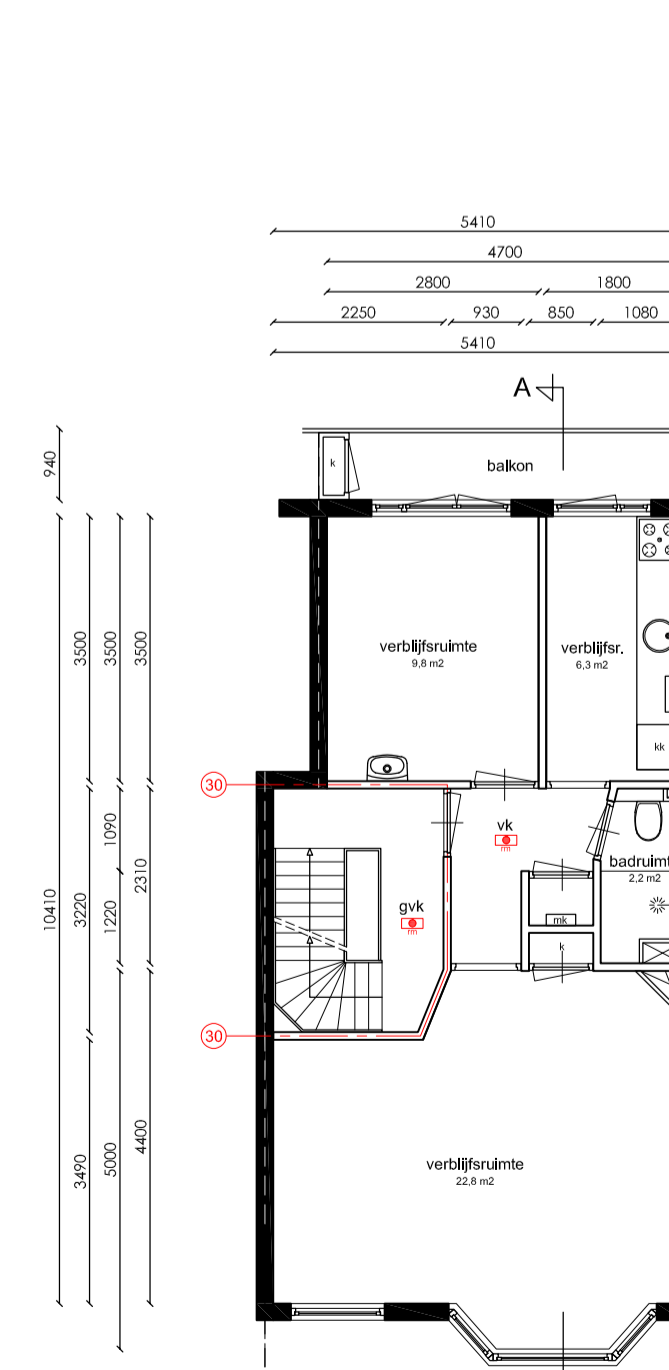 5410
4700
2800 1800
2250 930 850 1080
5410
A
940
k
balkon
3500
3500
3500
verblijfsruimte
9,8 m2
verblijfsr.
6,3 m2
kk
30
1090
2310
vk
rm
badruimt
2,2 m2
10410
3220
1220
gvk
rm
mk
k
30
3490
5000
4400
verblijfsruimte
22,8 m2